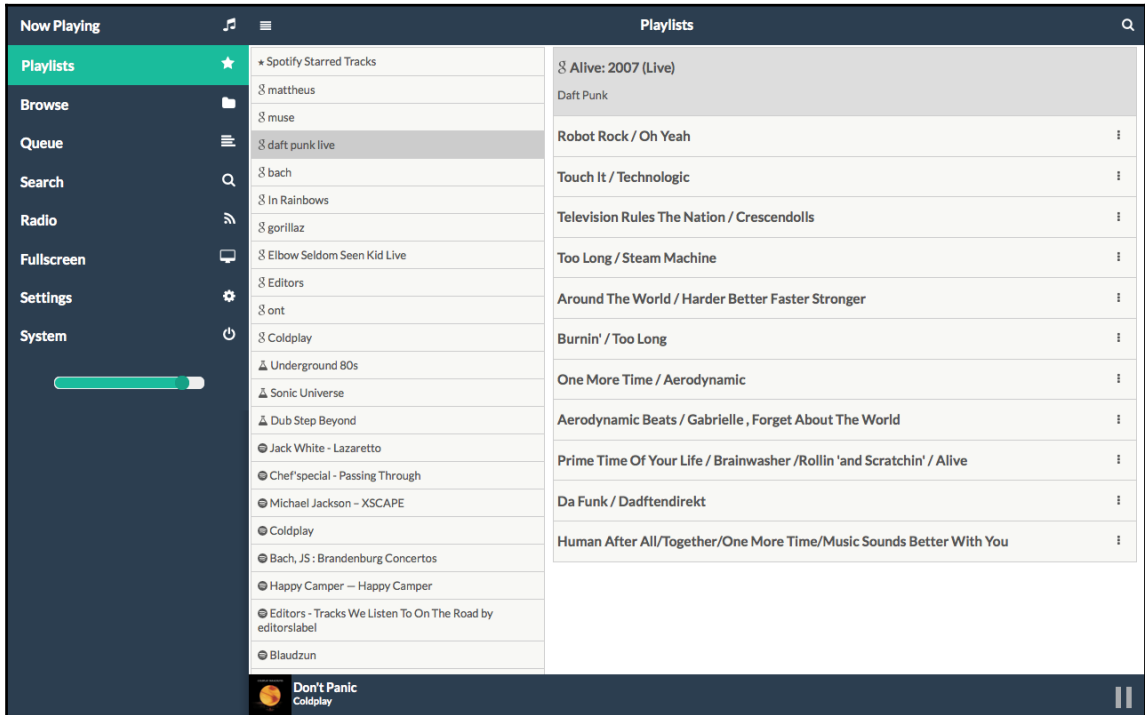 Now Playing
Playlists
Browse
Queue
Search
Radio
Fullscreen
Settings
System
Playlists
Spotify Starred Tracks
mattheus
muse
daft punk live
bach
In Rainbows
gorillaz
Elbow Seldom Seen Kid Live
Editors
ont
Coldplay
Underground 80s
Sonic Universe
Dub Step Beyond
Jack White - Lazaretto
Chef'special - Passing Through
Michael Jackson – XSCAPE
Coldplay
Bach, JS : Brandenburg Concertos
Happy Camper — Happy Camper
Editors - Tracks We Listen To On The Road by
editorslabel
Blaudzun
Alive: 2007 (Live)
Daft Punk
Robot Rock / Oh Yeah
Touch It / Technologic
Television Rules The Nation / Crescendolls
Too Long / Steam Machine
Around The World / Harder Better Faster Stronger
Burnin' / Too Long
One More Time / Aerodynamic
Aerodynamic Beats / Gabrielle , Forget About The World
Prime Time Of Your Life / Brainwasher /Rollin 'and Scratchin' / Alive
Da Funk / Dadftendirekt
Human After All/Together/One More Time/Music Sounds Better With You
Don't Panic
Coldplay